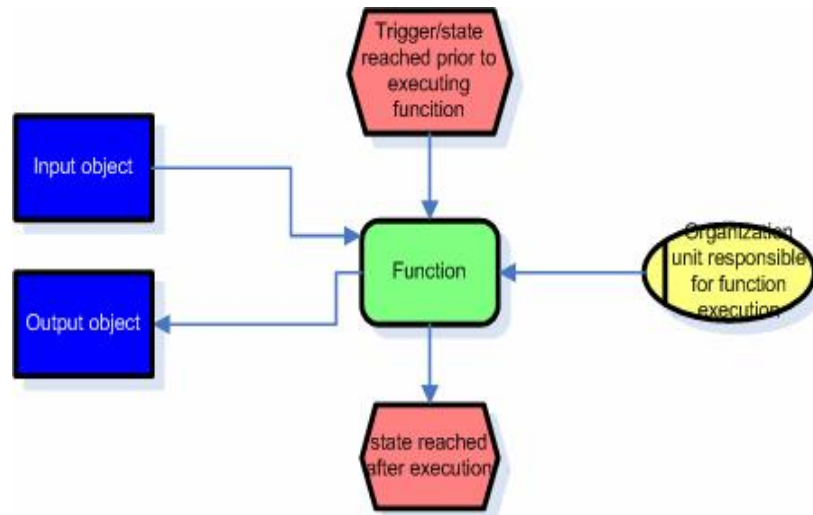 Trigger/state
reached prior to
executing
funcition
Input object
Function
Organization
unit responsible
for function
execution
Output object
state reached
after execution